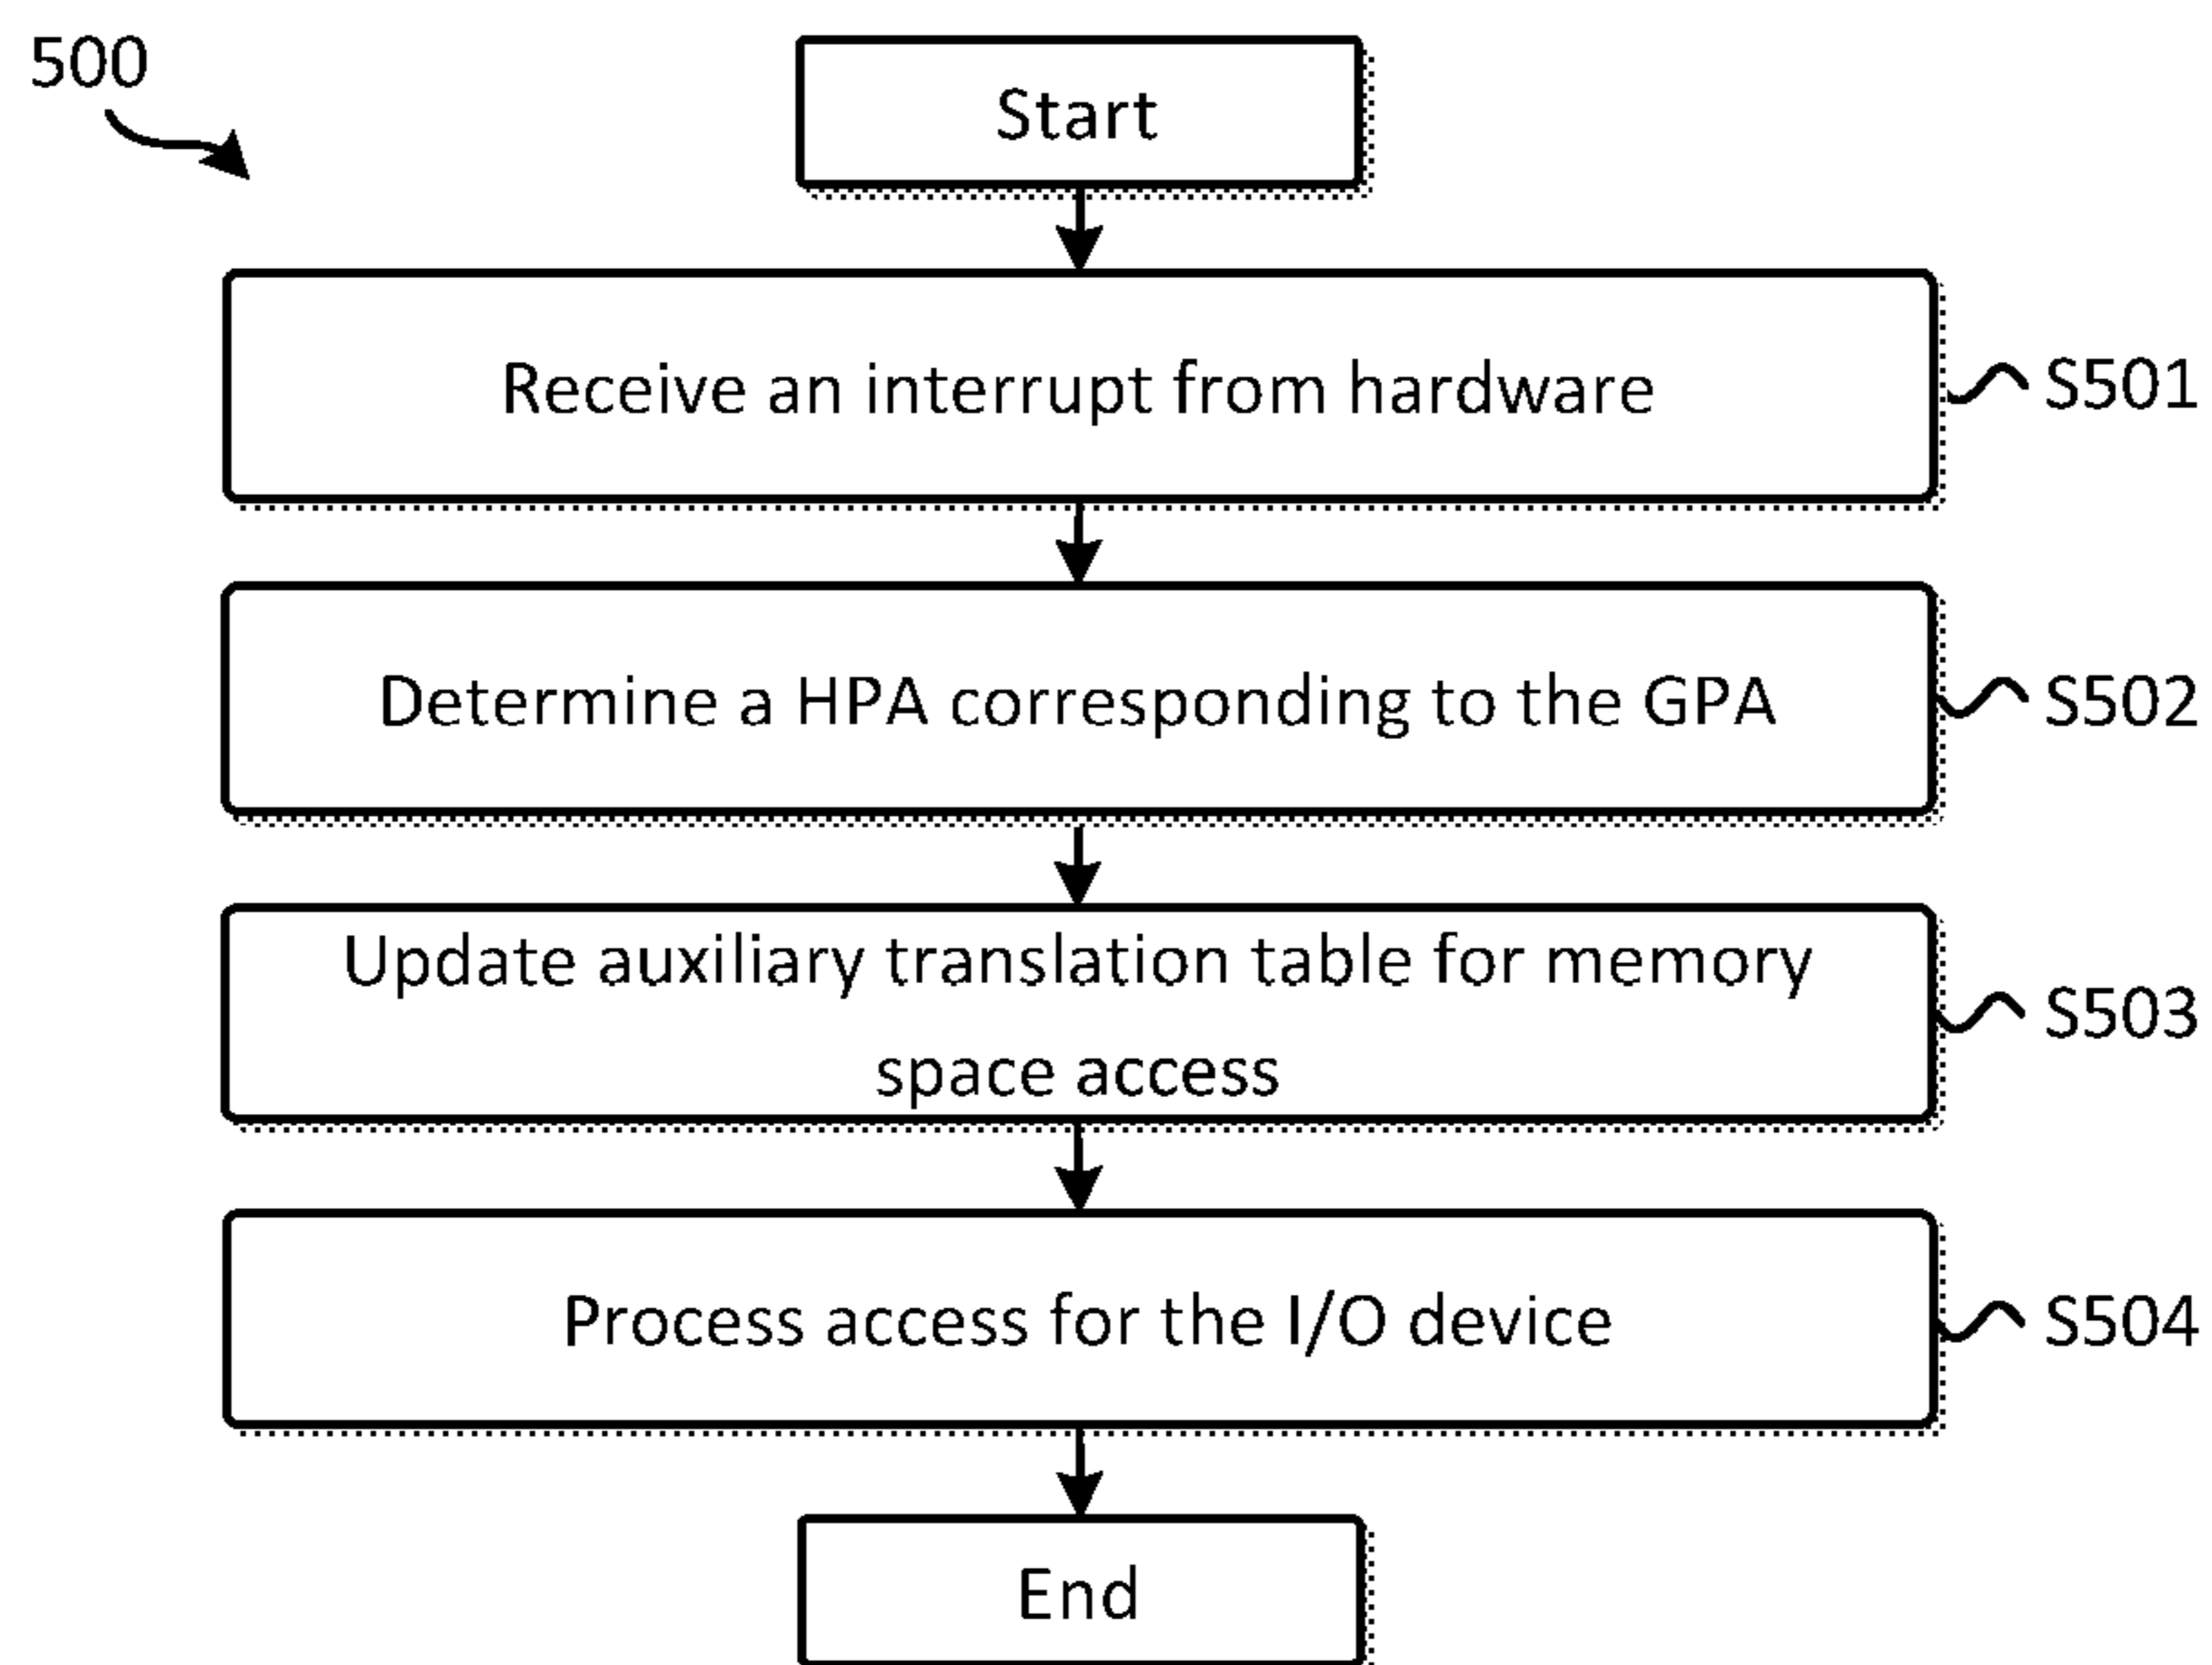 500
Start
Receive an interrupt from hardware
S501
Determine a HPA corresponding to the GPA
S502
Update auxiliary translation table for memory
space access
S503
Process access for the I/O device
S504
End